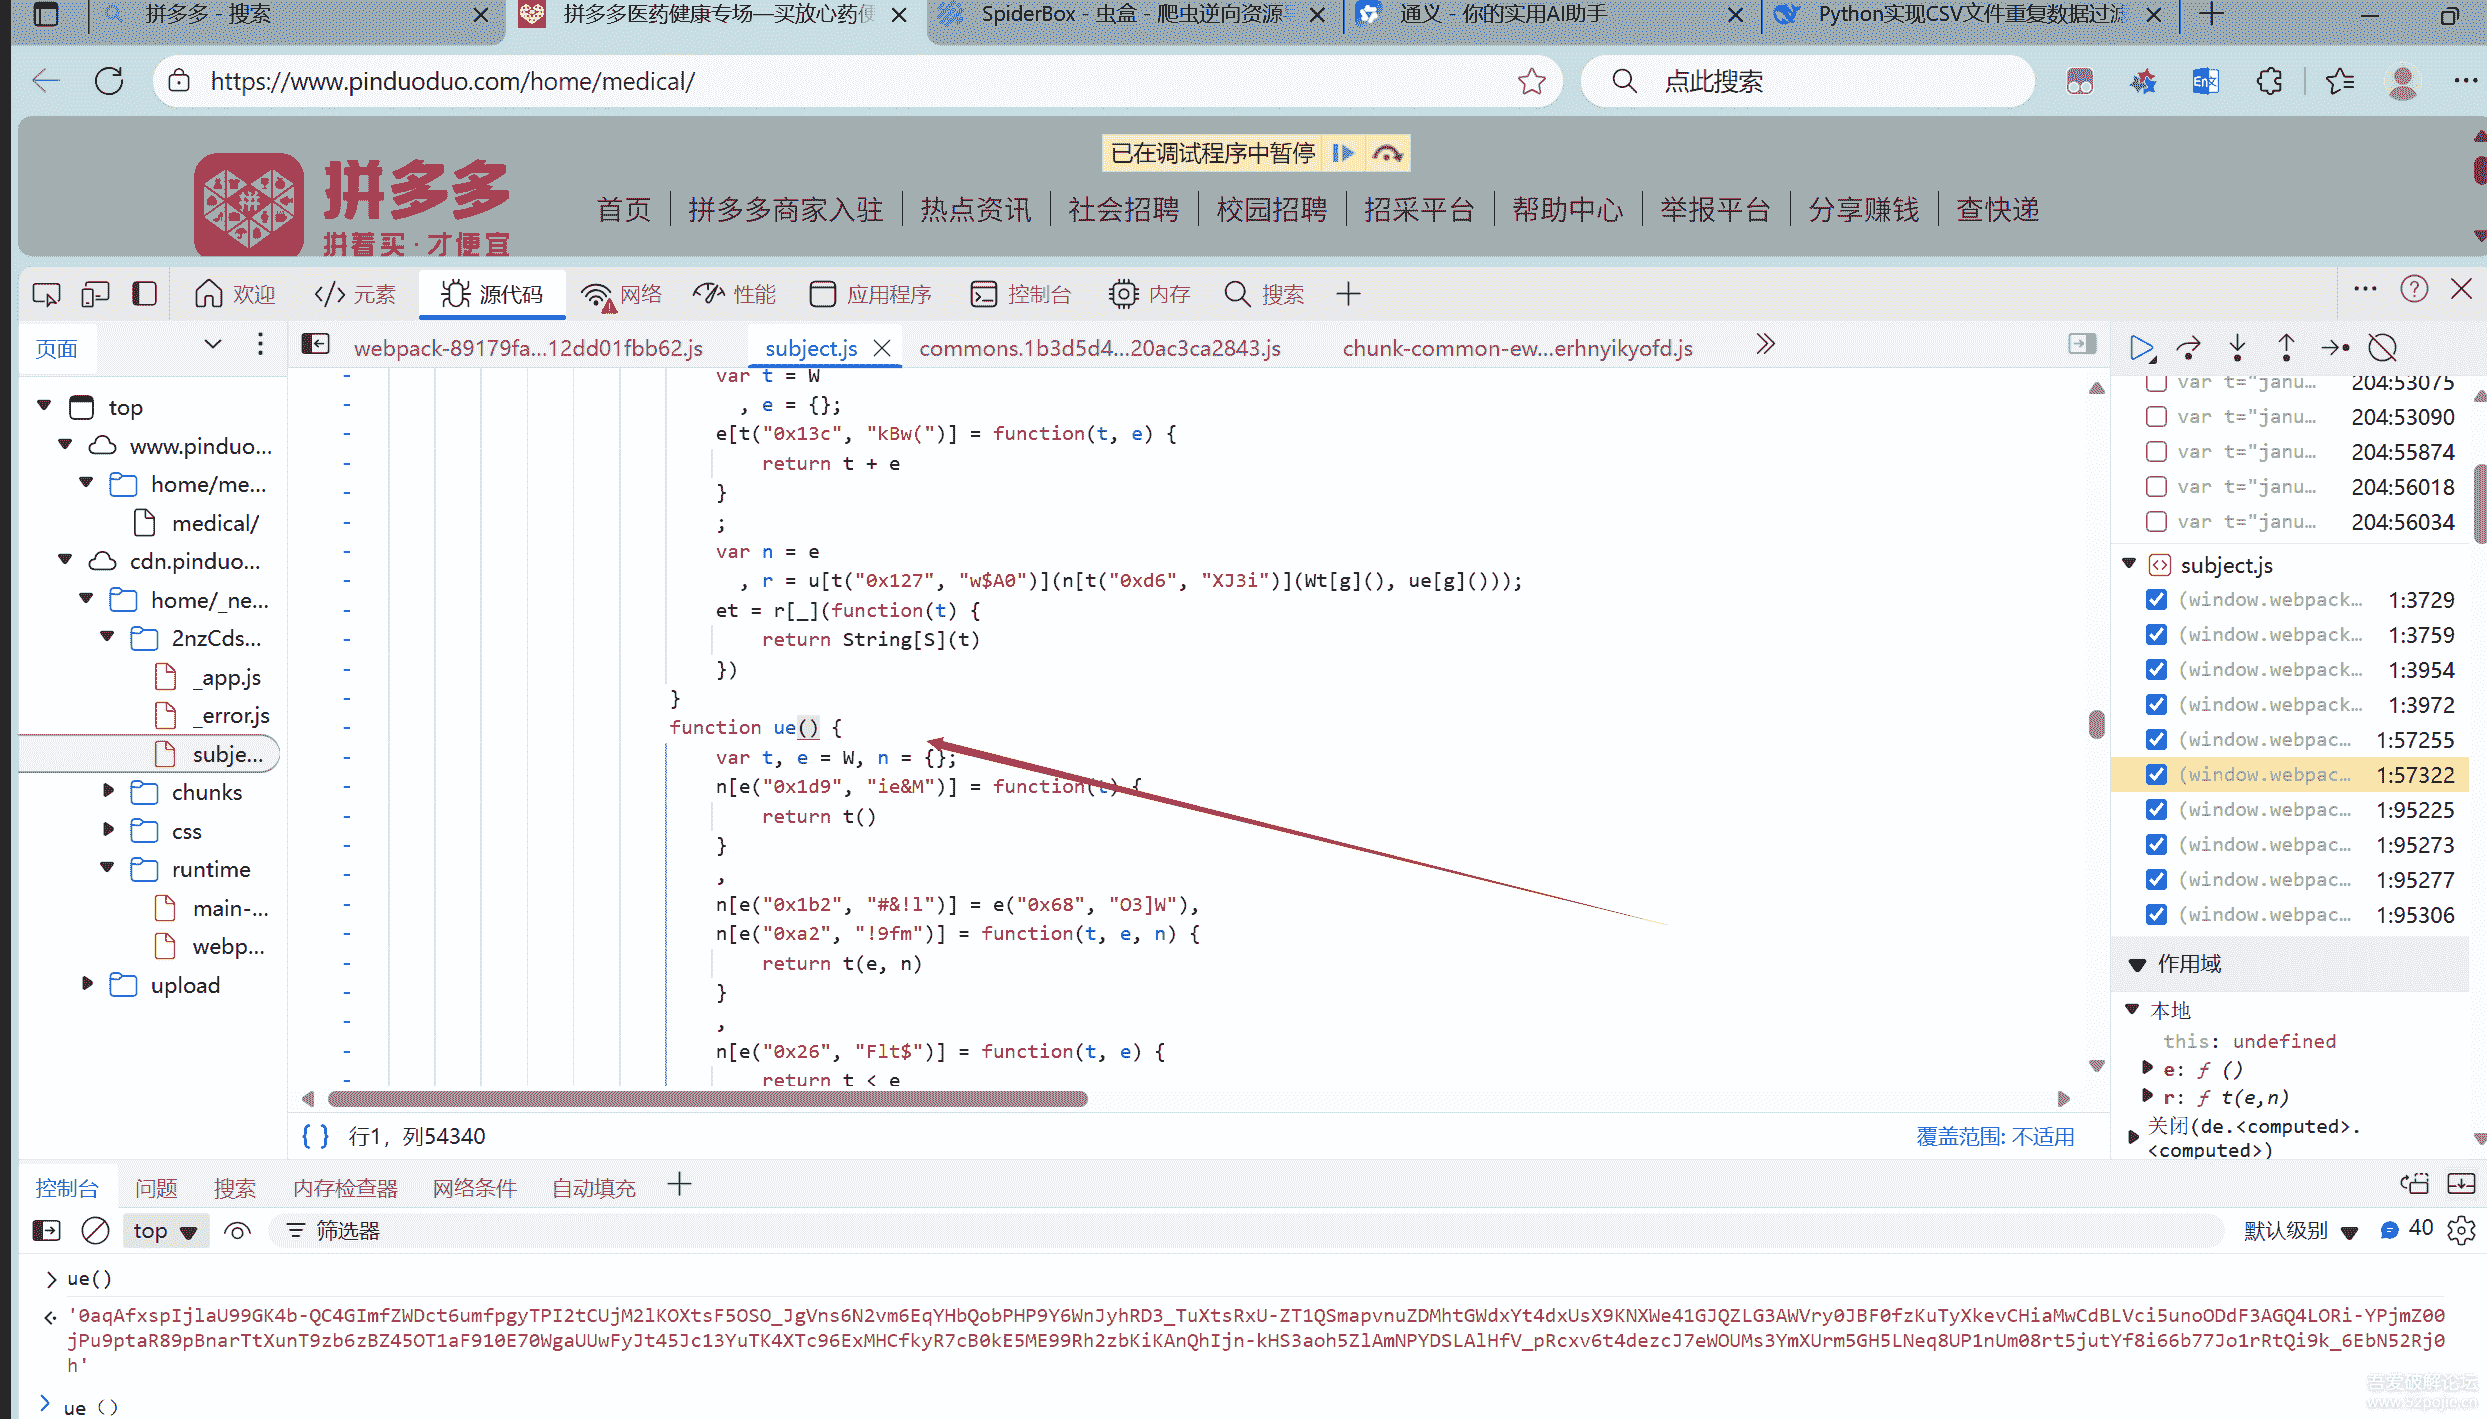 拼多多 - 搜索
拼多多医药健康专场—买放心药便
SpiderBox - 虫盒 - 爬虫逆向资源
通义 - 你的实用AI助手
Python实现CSV文件重复数据过滤
https://www.pinduoduo.com/home/medical/
点此搜索
已在调试程序中暂停
拼多多
拼着买·才便宜
首页
拼多多商家入驻
热点资讯
社会招聘
校园招聘
招采平台
帮助中心
举报平台
分享赚钱
查快递
欢迎
元素
源代码
网络
性能
应用程序
控制台
内存
搜索
页面
webpack-89179fa...12dd01fbb62.js
subject.js
commons.1b3d5d4...20ac3ca2843.js
chunk-common-ew...erhnyikyofd.js
top
www.pinduo...
home/me...
medical/
cdn.pinduo...
home/_ne...
2nzCds...
_app.js
_error.js
subje...
chunks
css
runtime
main-...
webp...
upload
var t = W
, e = {};
e[t("0x13c", "kBw(")] = function(t, e) {
return t + e
}
;
var n = e
, r = u[t("0x127", "w$A0")](n[t("0xd6", "XJ3i")](Wt[g](), ue[g]()));
et = r[_](function(t) {
return String[S](t)
})
}
function ue() {
var t, e = W, n = {};
n[e("0x1d9", "ie&M")] = function(t) {
return t()
}
,
n[e("0x1b2", "#&!l")] = e("0x68", "O3]W"),
n[e("0xa2", "!9fm")] = function(t, e, n) {
return t(e, n)
}
,
n[e("0x26", "Flt$")] = function(t, e) {
return t < e
{ } 行1，列54340
覆盖范围: 不适用
var t="janu... 204:53075
var t="janu... 204:53090
var t="janu... 204:55874
var t="janu... 204:56018
var t="janu... 204:56034
subject.js
(window.webpack... 1:3729
(window.webpack... 1:3759
(window.webpack... 1:3954
(window.webpack... 1:3972
(window.webpac... 1:57255
(window.webpac... 1:57322
(window.webpac... 1:95225
(window.webpac... 1:95273
(window.webpac... 1:95277
(window.webpac... 1:95306
作用域
本地
this: undefined
e: ƒ ()
r: ƒ t(e,n)
关闭(de.<computed>.
<computed>)
控制台
问题
搜索
内存检查器
网络条件
自动填充
top
筛选器
默认级别
40
ue()
'0aqAfxspIjlaU99GK4b-QC4GImfZWDct6umfpgyTPI2tCUjM2lKOXtsF5OSO_JgVns6N2vm6EqYHbQobPHP9Y6WnJyhRD3_TuXtsRxU-ZT1QSmapvnuZDMhtGWdxYt4dxUsX9KNXWe41GJQZLG3AWVry0JBF0fzKuTyXkevCHiaMwCdBLVci5unoODdF3AGQ4LORi-YPjmZ00
jPu9ptaR89pBnarTtXunT9zb6zBZ45OT1aF910E70WgaUUwFyJt45Jc13YuTK4XTc96ExMHCfkyR7cB0kE5ME99Rh2zbKiKAnQhIjn-kHS3aoh5ZlAmNPYDSLAlHfV_pRcxv6t4dezcJ7eWOUMs3YmXUrm5GH5LNeq8UP1nUm08rt5jutYf8i66b77Jo1rRtQi9k_6EbN52Rj0
h'
ue ()
吾爱破解论坛
www.52pojie.cn